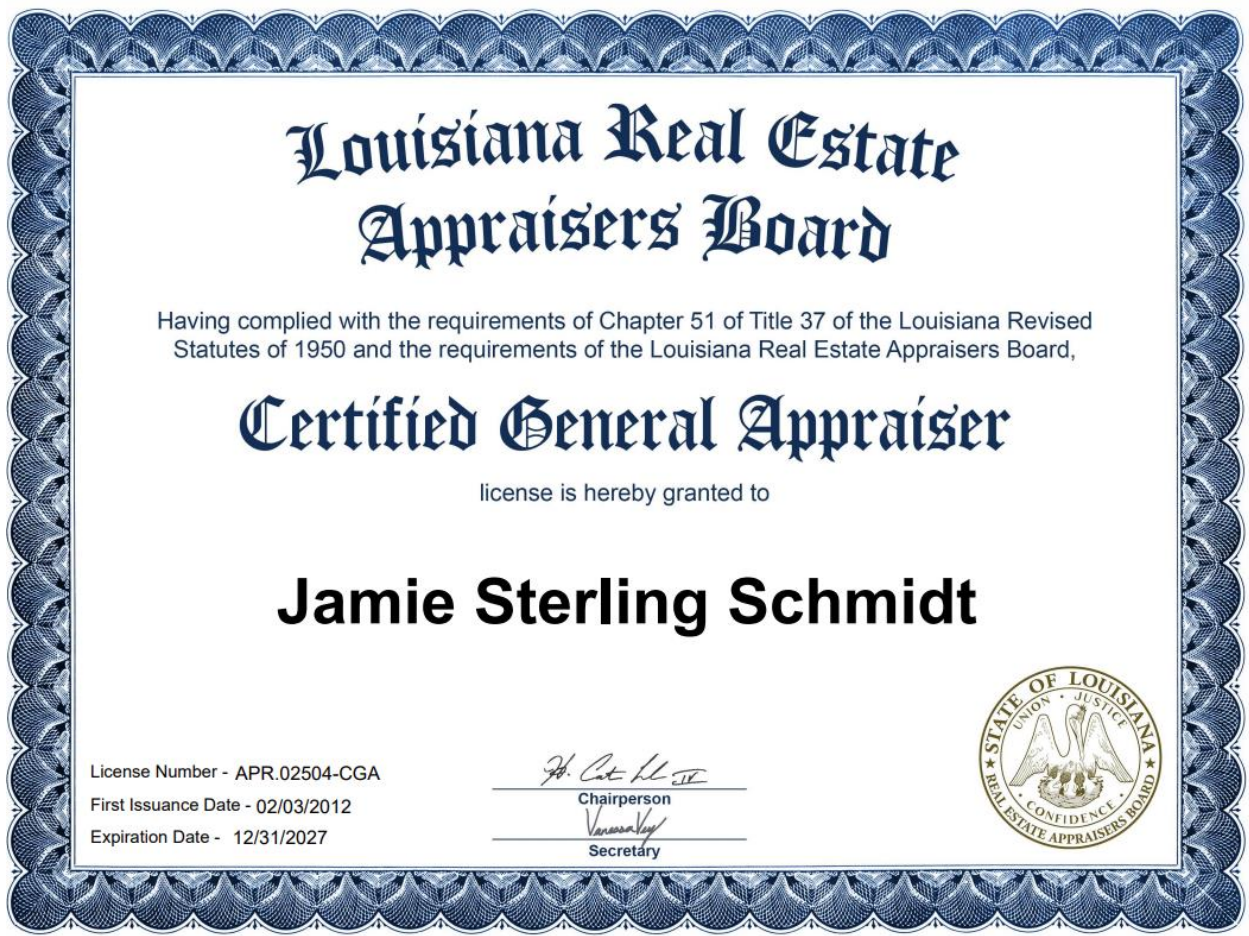 Louisiana Real Estate
Appraisers Board
Having complied with the requirements of Chapter 51 of Title 37 of the Louisiana Revised
Statutes of 1950 and the requirements of the Louisiana Real Estate Appraisers Board,
Certified General Appraiser
license is hereby granted to
Jamie Sterling Schmidt
License Number - APR.02504-CGA
First Issuance Date - 02/03/2012
Expiration Date - 12/31/2027
Chairperson
Vanessa
Secretary
STATE OF LOUISIANA
UNION · JUSTICE
CONFIDENCE
REAL ESTATE APPRAISERS BOARD